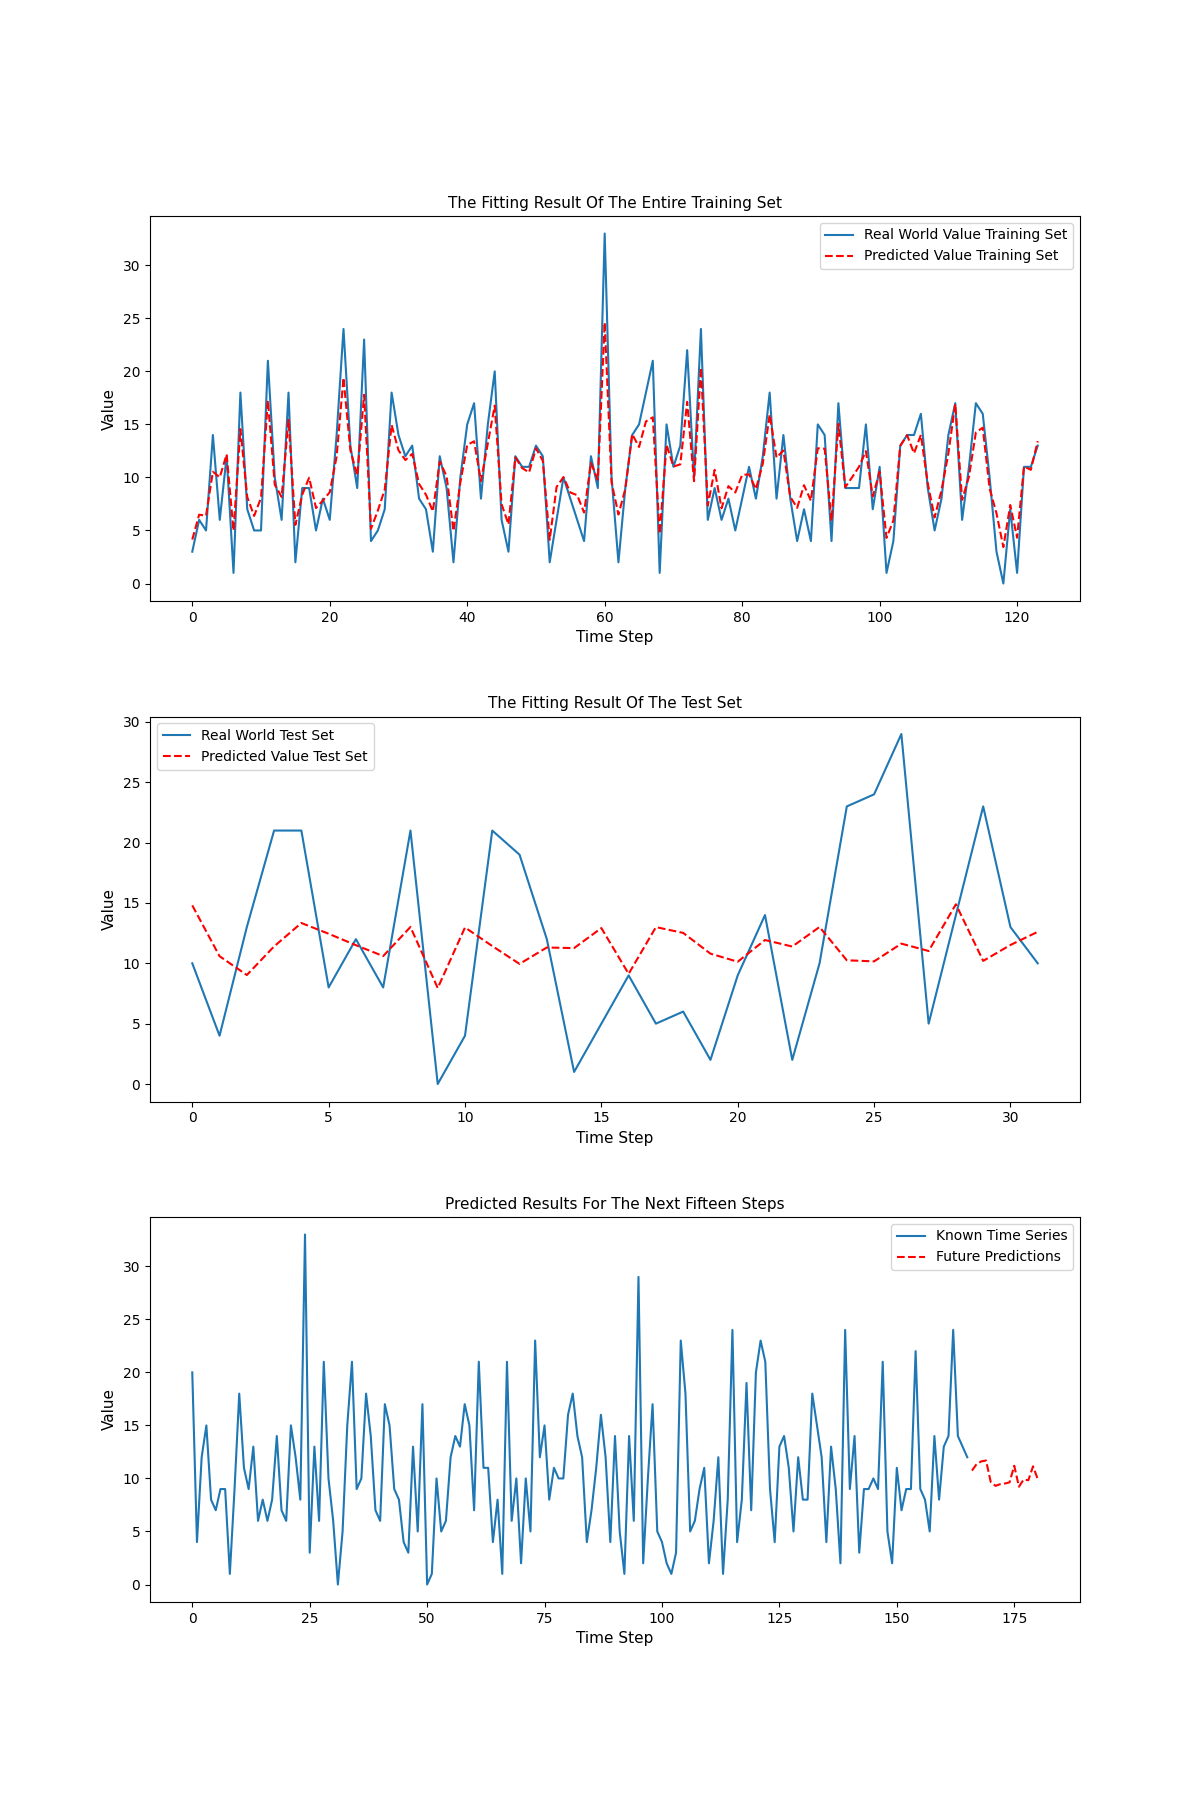 The Fitting Result Of The Entire Training Set
Real World Value Training Set
Predicted Value Training Set
30
25
20
15
10
5
0
Value
0 20 40 60 80 100 120
Time Step
The Fitting Result Of The Test Set
Real World Test Set
Predicted Value Test Set
30
25
20
15
10
5
0
Value
0 5 10 15 20 25 30
Time Step
Predicted Results For The Next Fifteen Steps
Known Time Series
Future Predictions
30
25
20
15
10
5
0
Value
0 25 50 75 100 125 150 175
Time Step